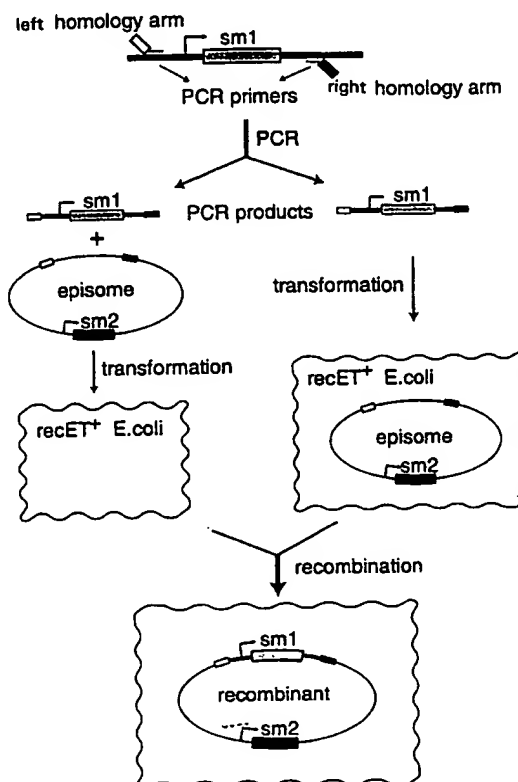 left homology arm
sm1
right homology arm
PCR primers
PCR
sm1
PCR products
sm1
+
episome
sm2
transformation
transformation
recET+ E.coli
recET+ E.coli
episome
sm2
recombination
sm1
recombinant
sm2